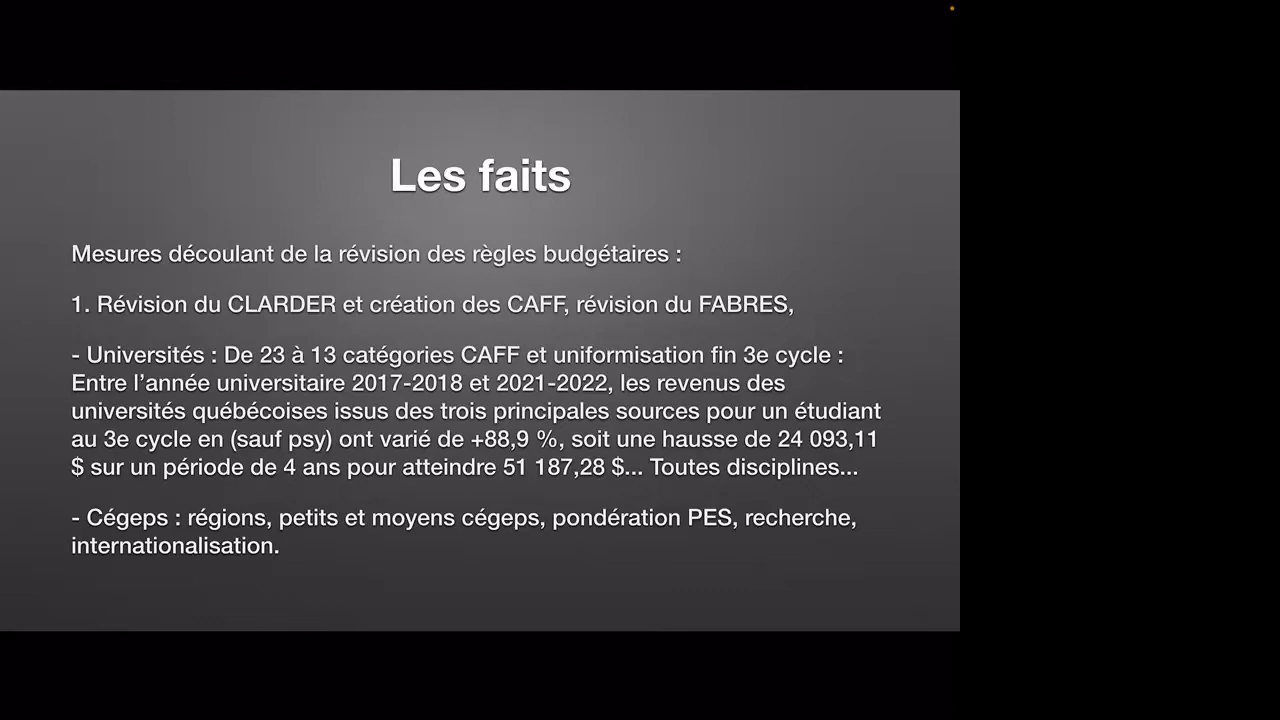 Les faits
Mesures découlant de la révision des règles budgétaires :
1. Révision du CLARDER et création des CAFF, révision du FABRES,
- Universités : De 23 à 13 catégories CAFF et uniformisation fin 3e cycle :
Entre l’année universitaire 2017-2018 et 2021-2022, les revenus des
universités québécoises issus des trois principales sources pour un étudiant
au 3e cycle en (sauf psy) ont varié de +88,9 %, soit une hausse de 24 093,11
$ sur un période de 4 ans pour atteindre 51 187,28 $... Toutes disciplines...
- Cégeps : régions, petits et moyens cégeps, pondération PES, recherche,
internationalisation.